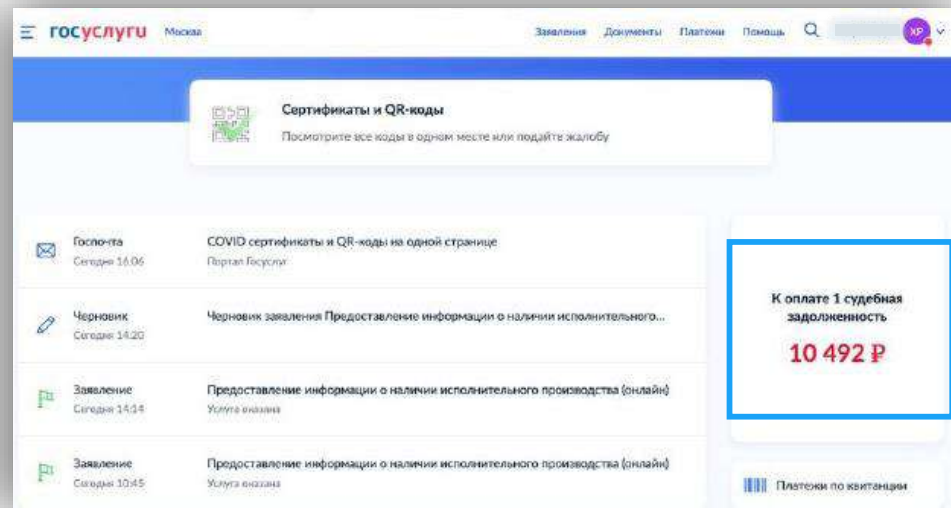 госуслуги Москва Заявления Документы Платежи Помощь ХР
Сертификаты и QR-коды
Посмотрите все коды в одном месте или подайте жалобу
Госпочта COVID сертификаты и QR-коды на одной странице
Сегодня 16:06 Портал Госуслуг
Черновик Черновик заявления Предоставление информации о наличии исполнительного...
Сегодня 14:20
Заявление Предоставление информации о наличии исполнительного производства (онлайн)
Сегодня 14:14 Услуга оказана
Заявление Предоставление информации о наличии исполнительного производства (онлайн)
Сегодня 10:45 Услуга оказана
К оплате 1 судебная
задолженность
10 492 ₽
Платежи по квитанции